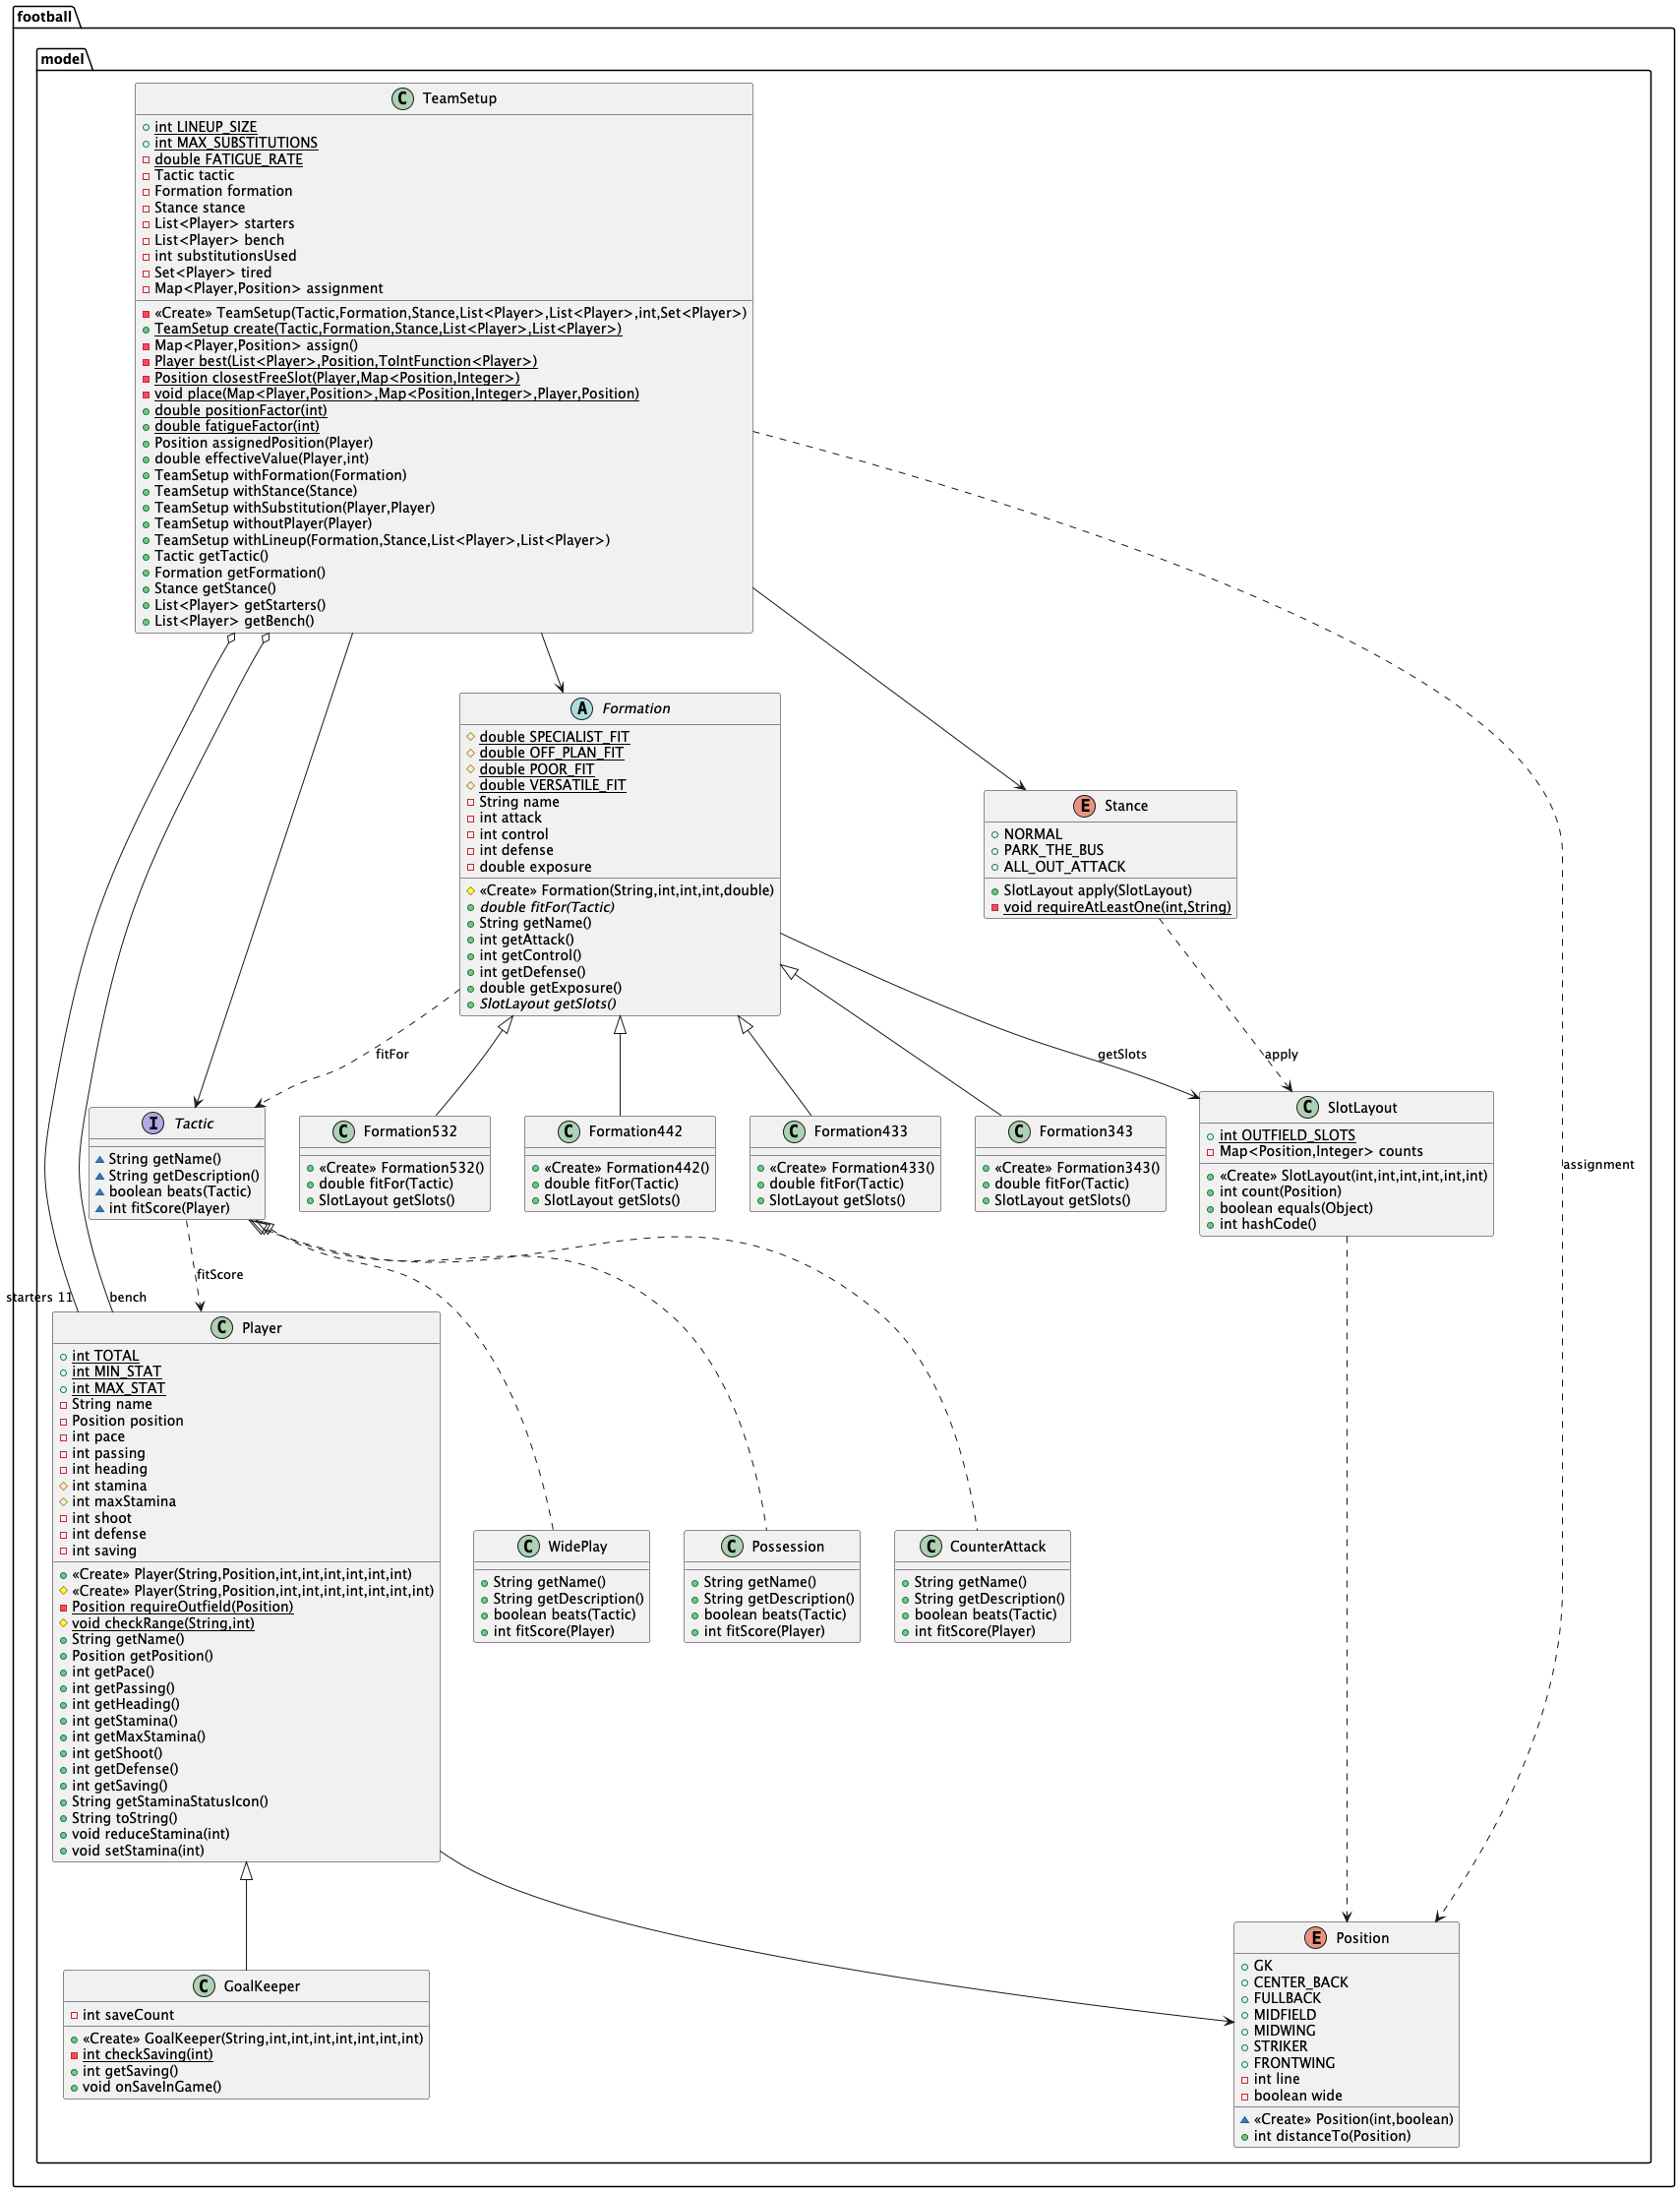 football
model
C TeamSetup
int LINEUP_SIZE
int MAX_SUBSTITUTIONS
double FATIGUE_RATE
Tactic tactic
Formation formation
Stance stance
List<Player> starters
List<Player> bench
int substitutionsUsed
Set<Player> tired
Map<Player,Position> assignment
«Create» TeamSetup(Tactic,Formation,Stance,List<Player>,List<Player>,int,Set<Player>)
TeamSetup create(Tactic,Formation,Stance,List<Player>,List<Player>)
Map<Player,Position> assign()
Player best(List<Player>,Position,ToIntFunction<Player>)
Position closestFreeSlot(Player,Map<Position,Integer>)
void place(Map<Player,Position>,Map<Position,Integer>,Player,Position)
double positionFactor(int)
double fatigueFactor(int)
Position assignedPosition(Player)
double effectiveValue(Player,int)
TeamSetup withFormation(Formation)
TeamSetup withStance(Stance)
TeamSetup withSubstitution(Player,Player)
TeamSetup withoutPlayer(Player)
TeamSetup withLineup(Formation,Stance,List<Player>,List<Player>)
Tactic getTactic()
Formation getFormation()
Stance getStance()
List<Player> getStarters()
List<Player> getBench()
A Formation
double SPECIALIST_FIT
double OFF_PLAN_FIT
double POOR_FIT
double VERSATILE_FIT
String name
int attack
int control
int defense
double exposure
«Create» Formation(String,int,int,int,double)
double fitFor(Tactic)
String getName()
int getAttack()
int getControl()
int getDefense()
double getExposure()
SlotLayout getSlots()
E Stance
NORMAL
PARK_THE_BUS
ALL_OUT_ATTACK
SlotLayout apply(SlotLayout)
void requireAtLeastOne(int,String)
fitFor
getSlots
apply
assignment
I Tactic
String getName()
String getDescription()
boolean beats(Tactic)
int fitScore(Player)
C Formation532
«Create» Formation532()
double fitFor(Tactic)
SlotLayout getSlots()
C Formation442
«Create» Formation442()
double fitFor(Tactic)
SlotLayout getSlots()
C Formation433
«Create» Formation433()
double fitFor(Tactic)
SlotLayout getSlots()
C Formation343
«Create» Formation343()
double fitFor(Tactic)
SlotLayout getSlots()
C SlotLayout
int OUTFIELD_SLOTS
Map<Position,Integer> counts
«Create» SlotLayout(int,int,int,int,int,int)
int count(Position)
boolean equals(Object)
int hashCode()
fitScore
starters 11
bench
C Player
int TOTAL
int MIN_STAT
int MAX_STAT
String name
Position position
int pace
int passing
int heading
int stamina
int maxStamina
int shoot
int defense
int saving
«Create» Player(String,Position,int,int,int,int,int,int)
«Create» Player(String,Position,int,int,int,int,int,int,int)
Position requireOutfield(Position)
void checkRange(String,int)
String getName()
Position getPosition()
int getPace()
int getPassing()
int getHeading()
int getStamina()
int getMaxStamina()
int getShoot()
int getDefense()
int getSaving()
String getStaminaStatusIcon()
String toString()
void reduceStamina(int)
void setStamina(int)
C WidePlay
String getName()
String getDescription()
boolean beats(Tactic)
int fitScore(Player)
C Possession
String getName()
String getDescription()
boolean beats(Tactic)
int fitScore(Player)
C CounterAttack
String getName()
String getDescription()
boolean beats(Tactic)
int fitScore(Player)
C GoalKeeper
int saveCount
«Create» GoalKeeper(String,int,int,int,int,int,int,int)
int checkSaving(int)
int getSaving()
void onSaveInGame()
E Position
GK
CENTER_BACK
FULLBACK
MIDFIELD
MIDWING
STRIKER
FRONTWING
int line
boolean wide
«Create» Position(int,boolean)
int distanceTo(Position)